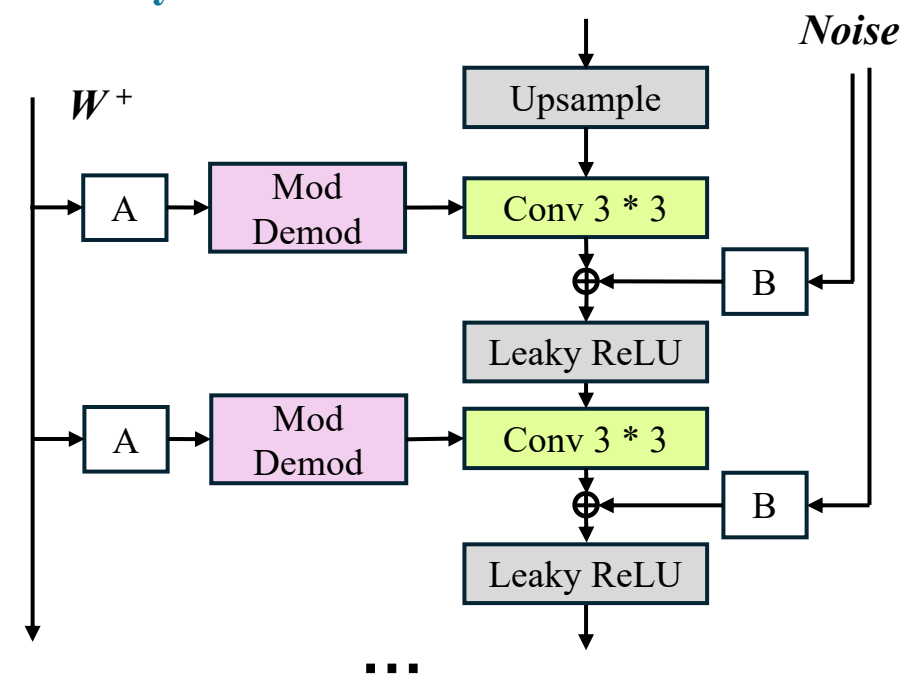 Noise
W +
Upsample
A
Mod
Demod
Conv 3 * 3
B
Leaky ReLU
A
Mod
Demod
Conv 3 * 3
B
Leaky ReLU
...